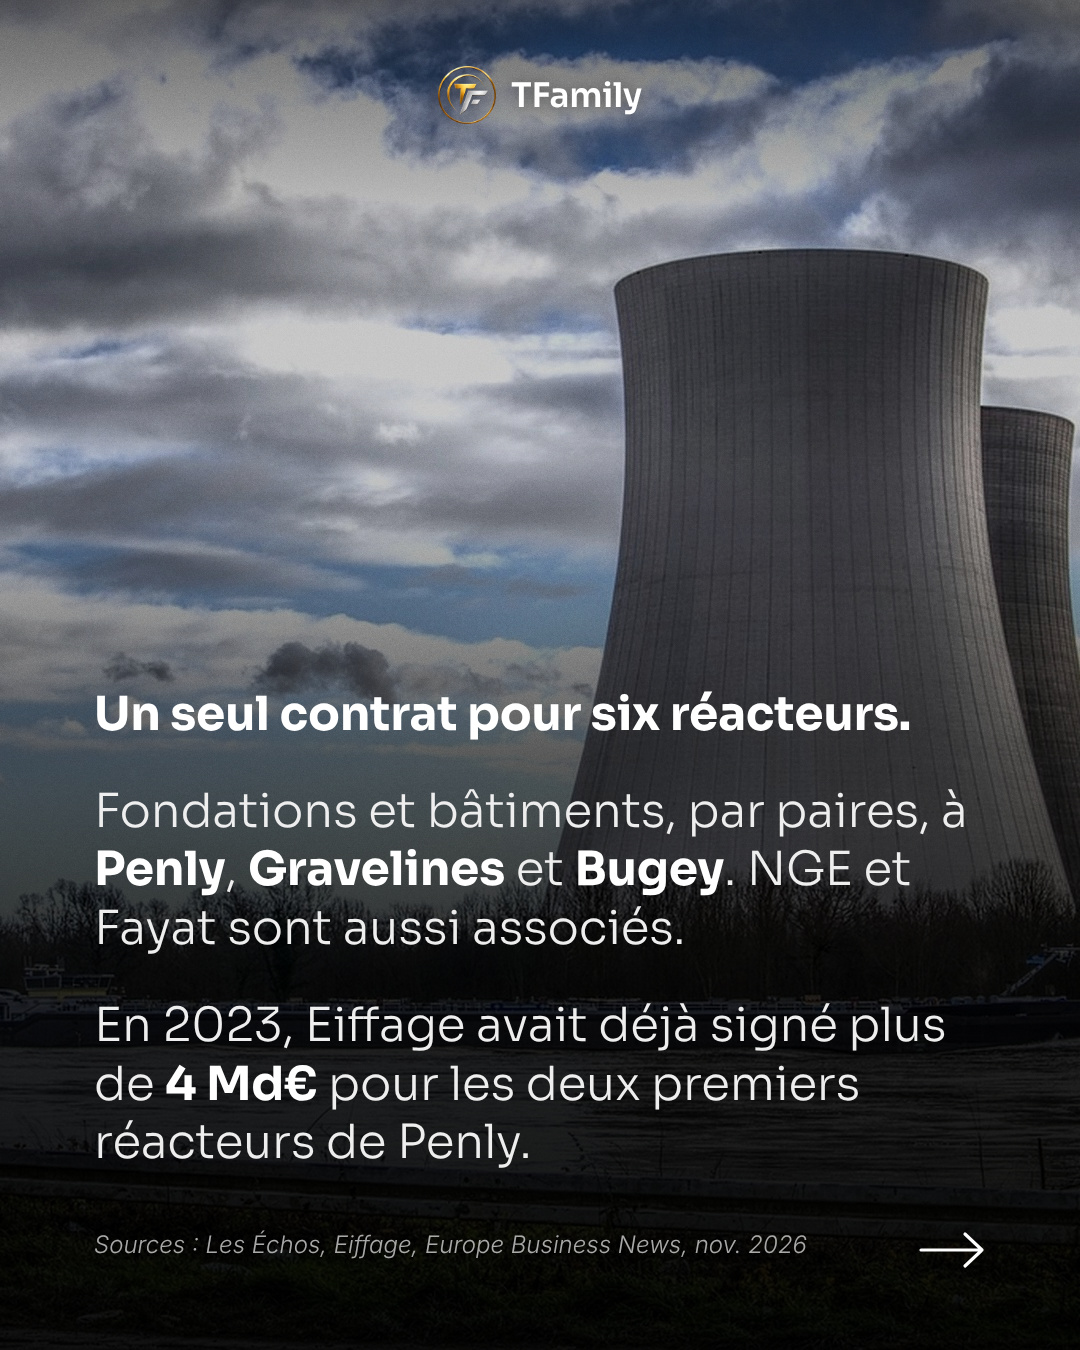 TFamily
Un seul contrat pour six réacteurs.
Fondations et bâtiments, par paires, à
Penly, Gravelines et Bugey. NGE et
Fayat sont aussi associés.
En 2023, Eiffage avait déjà signé plus
de 4 Md€ pour les deux premiers
réacteurs de Penly.
Sources : Les Échos, Eiffage, Europe Business News, nov. 2026